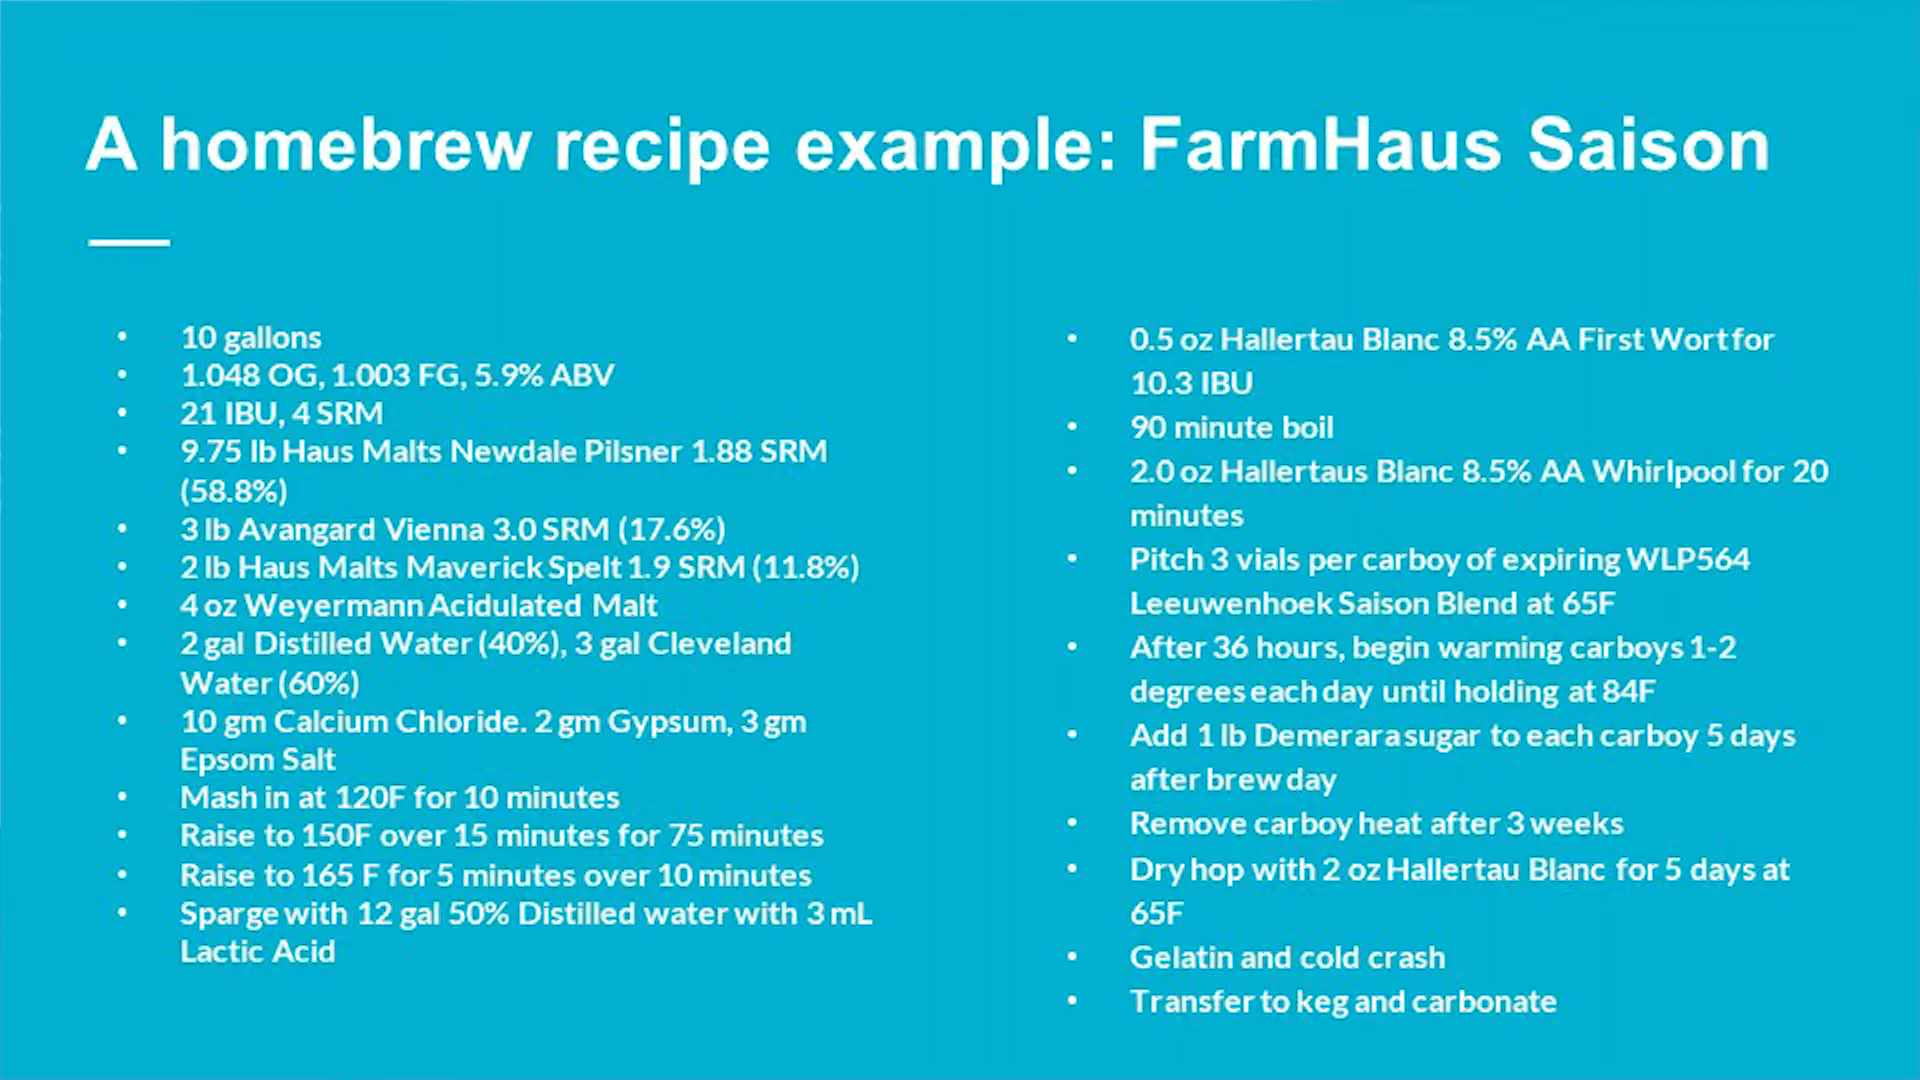 A homebrew recipe example: FarmHaus Saison
• 10 gallons
• 1.048 OG, 1.003 FG, 5.9% ABV
• 21 IBU, 4 SRM
• 9.75 lb Haus Malts Newdale Pilsner 1.88 SRM
(58.8%)
• 3 lb Avangard Vienna 3.0 SRM (17.6%)
• 2 lb Haus Malts Maverick Spelt 1.9 SRM (11.8%)
• 4 oz Weyermann Acidulated Malt
• 2 gal Distilled Water (40%), 3 gal Cleveland
Water (60%)
• 10 gm Calcium Chloride. 2 gm Gypsum, 3 gm
Epsom Salt
• Mash in at 120F for 10 minutes
• Raise to 150F over 15 minutes for 75 minutes
• Raise to 165 F for 5 minutes over 10 minutes
• Sparge with 12 gal 50% Distilled water with 3 mL
Lactic Acid
• 0.5 oz Hallertau Blanc 8.5% AA First Wort for
10.3 IBU
• 90 minute boil
• 2.0 oz Hallertaus Blanc 8.5% AA Whirlpool for 20
minutes
• Pitch 3 vials per carboy of expiring WLP564
Leeuwenhoek Saison Blend at 65F
• After 36 hours, begin warming carboys 1-2
degrees each day until holding at 84F
• Add 1 lb Demerara sugar to each carboy 5 days
after brew day
• Remove carboy heat after 3 weeks
• Dry hop with 2 oz Hallertau Blanc for 5 days at
65F
• Gelatin and cold crash
• Transfer to keg and carbonate